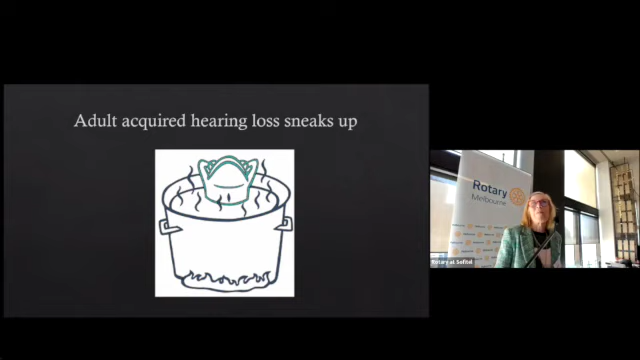 Adult acquired hearing loss sneaks up
Rotary
Melbourne
Rotary at Sofitel